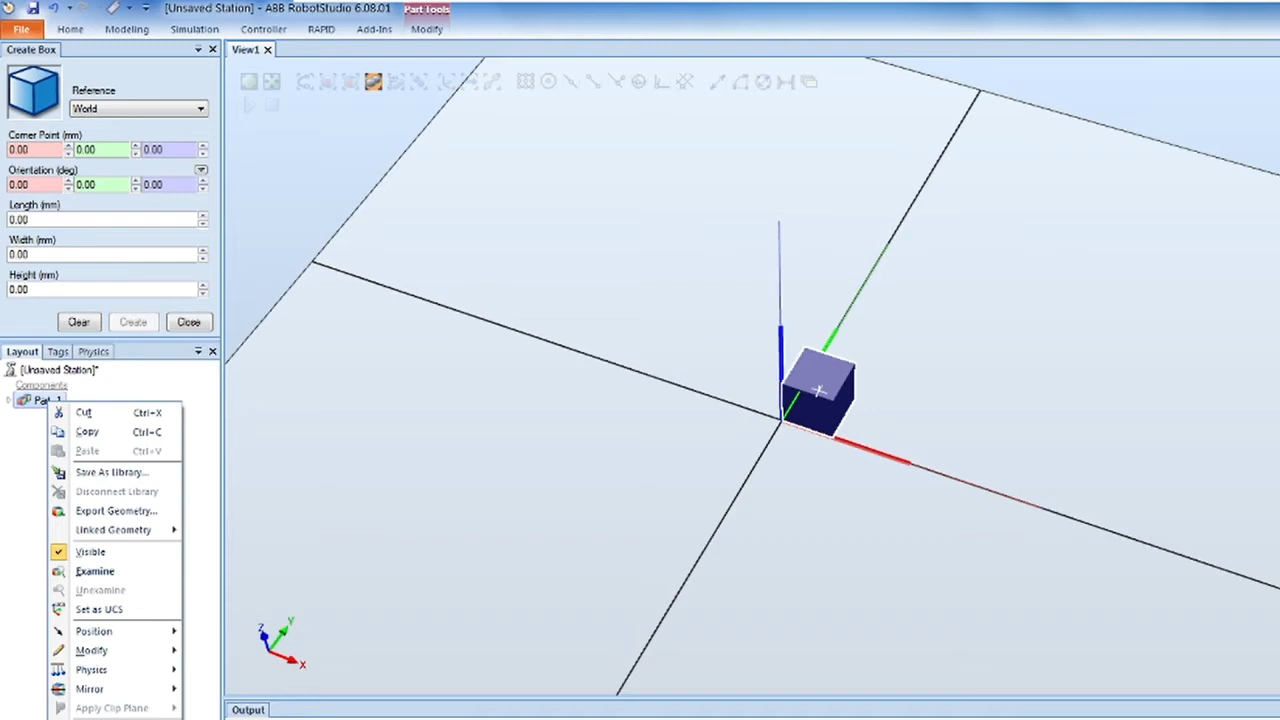 [Unsaved Station] - ABB RobotStudio 6.08.01
Part Tools
File Home Modeling Simulation Controller RAPID Add-Ins Modify
Create Box
View1
Reference
World
Corner Point (mm)
0.00 0.00 0.00
Orientation (deg)
0.00 0.00 0.00
Length (mm)
0.00
Width (mm)
0.00
Height (mm)
0.00
Clear Create Close
Layout Tags Physics
[Unsaved Station]*
Components
Part_1
Cut Ctrl+X
Copy Ctrl+C
Paste Ctrl+V
Save As Library...
Disconnect Library
Export Geometry...
Linked Geometry
Visible
Examine
Unexamine
Set as UCS
Position
Modify
Physics
Mirror
Apply Clip Plane
Z Y
X
Output